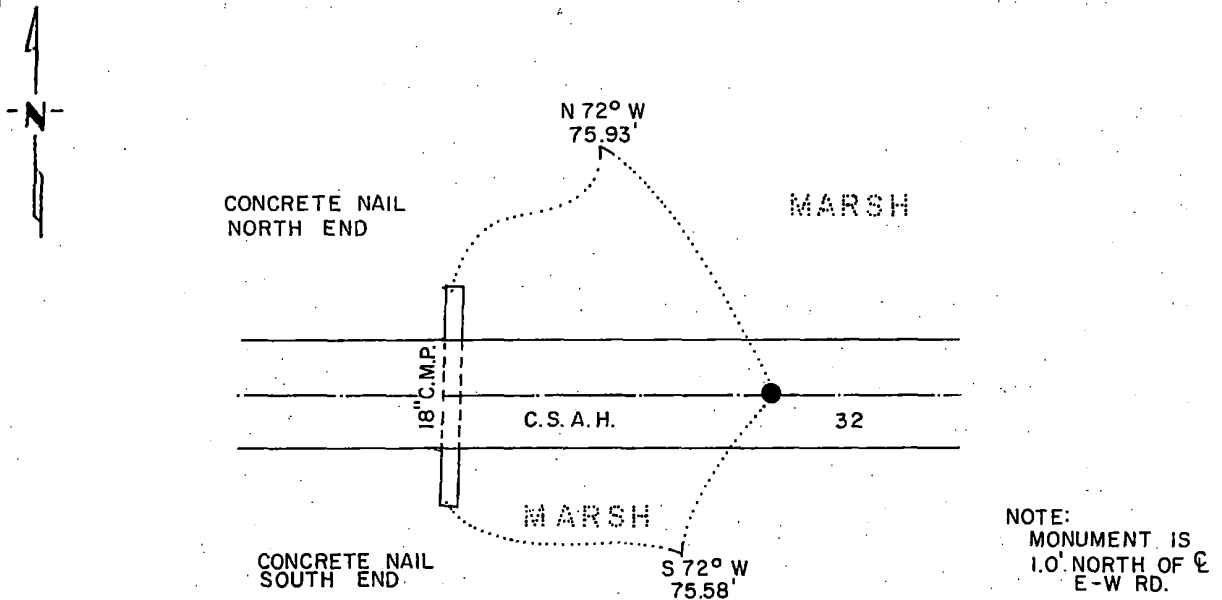 N
N 72° W
75.93'
CONCRETE NAIL
NORTH END
MARSH
18" C.M.P.
C.S.A.H. 32
MARSH
CONCRETE NAIL
SOUTH END
S 72° W
75.58'
NOTE:
MONUMENT IS
1.0' NORTH OF ℄
E-W RD.